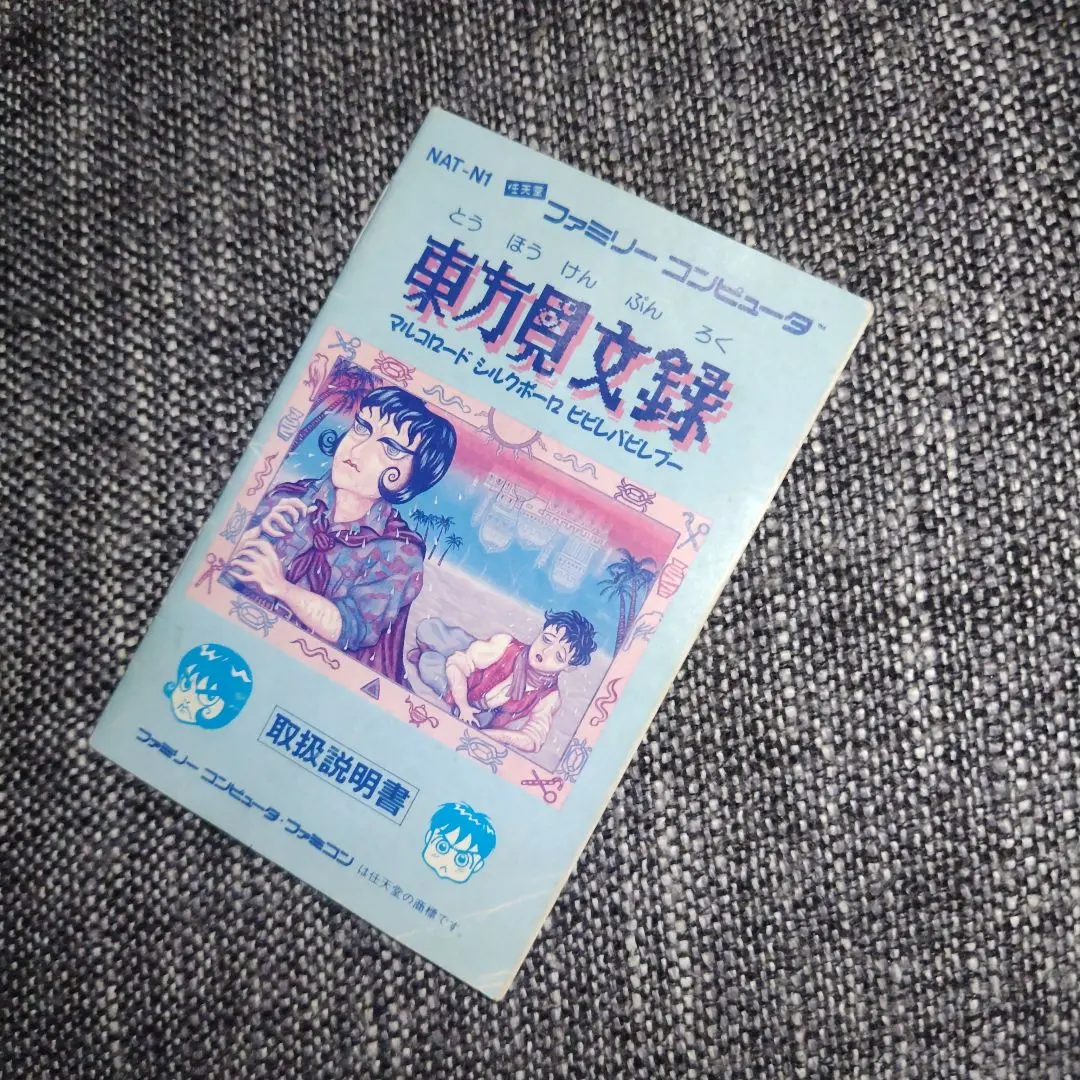 NAT-N1
任天堂 ファミリー コンピュータ™
とう ほう けん ぶん ろく
東方見文録
マルコロード シルクボーロ ビビレバビレブー
取扱説明書
ファミリー コンピュータ・ファミコン は任天堂の商標です。